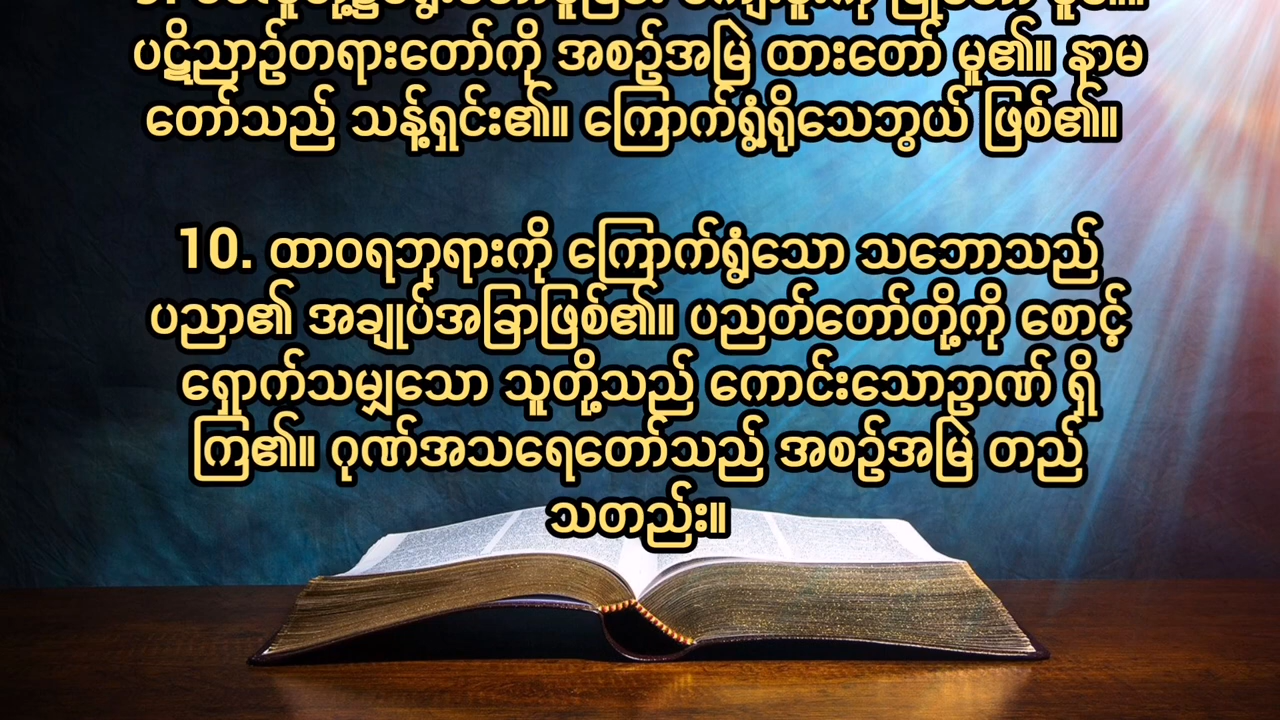 ပဋိညာဉ်တရားတော်ကို အစဉ်အမြဲ ထားတော် မူ၏။ နာမ
တော်သည် သန့်ရှင်း၏။ ကြောက်ရွံ့ရိုသေဘွယ် ဖြစ်၏။
10. ထာဝရဘုရားကို ကြောက်ရွံ့သော သဘောသည်
ပညာ၏ အချုပ်အခြာဖြစ်၏။ ပညတ်တော်တို့ကို စောင့်
ရှောက်သမျှသော သူတို့သည် ကောင်းသောဥာဏ် ရှိ
ကြ၏။ ဂုဏ်အသရေတော်သည် အစဉ်အမြဲ တည်
သတည်း။